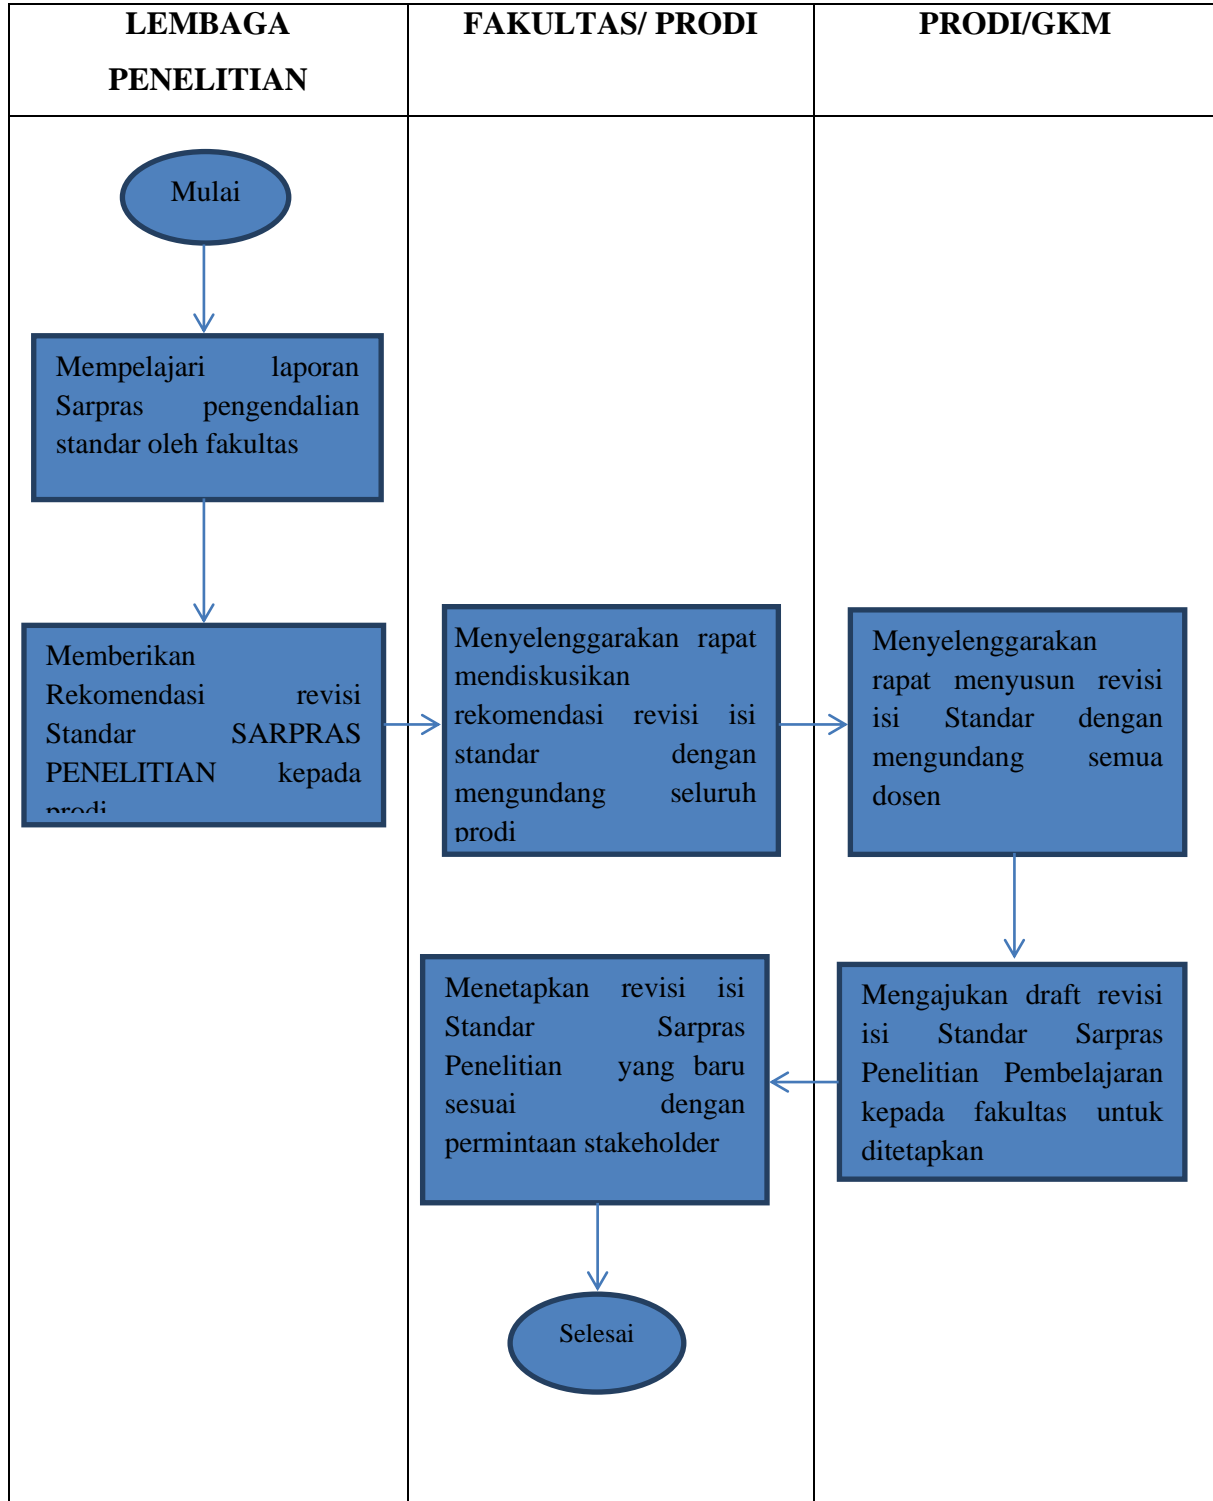 LEMBAGA
PENELITIAN
FAKULTAS/ PRODI
PRODI/GKM
Mulai
Mempelajari laporan
Sarpras pengendalian
standar oleh fakultas
Memberikan
Rekomendasi revisi
Standar SARPRAS
PENELITIAN kepada
prodi
Menyelenggarakan rapat
mendiskusikan
rekomendasi revisi isi
standar dengan
mengundang seluruh
prodi
Menyelenggarakan
rapat menyusun revisi
isi Standar dengan
mengundang semua
dosen
Mengajukan draft revisi
isi Standar Sarpras
Penelitian Pembelajaran
kepada fakultas untuk
ditetapkan
Menetapkan revisi isi
Standar Sarpras
Penelitian yang baru
sesuai dengan
permintaan stakeholder
Selesai